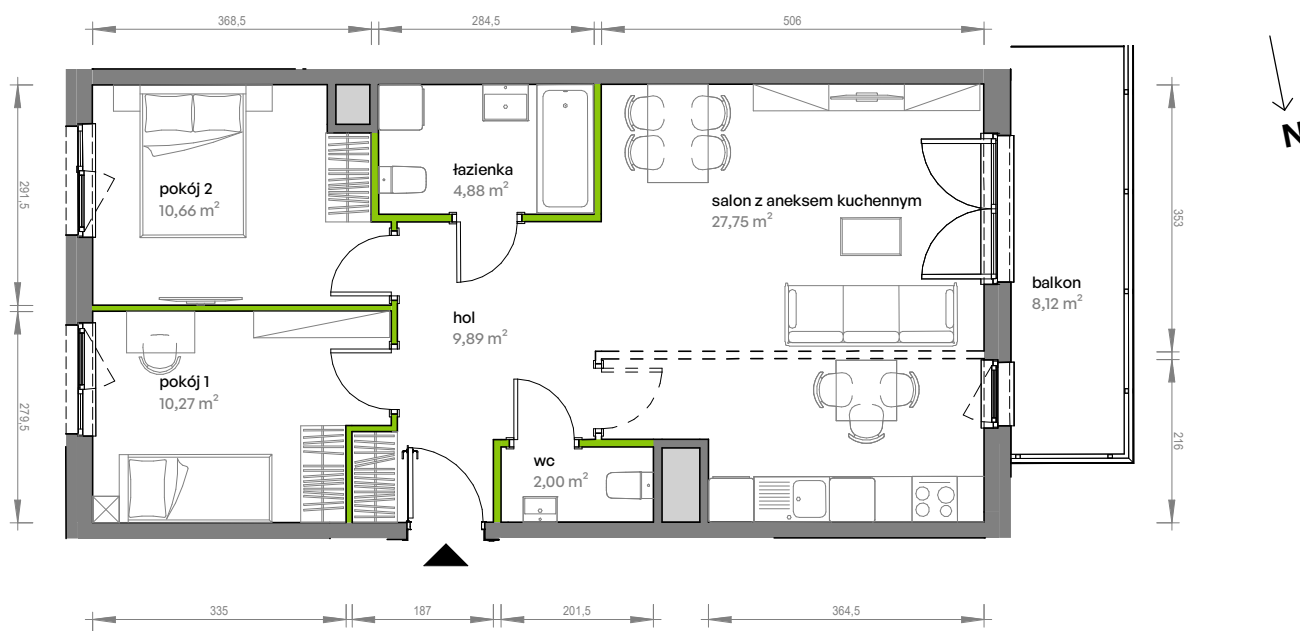 368,5
284,5
506
291,5
279,5
353
216
N
pokój 2
10,66 m²
łazienka
4,88 m²
salon z aneksem kuchennym
27,75 m²
balkon
8,12 m²
hol
9,89 m²
pokój 1
10,27 m²
wc
2,00 m²
335
187
201,5
364,5